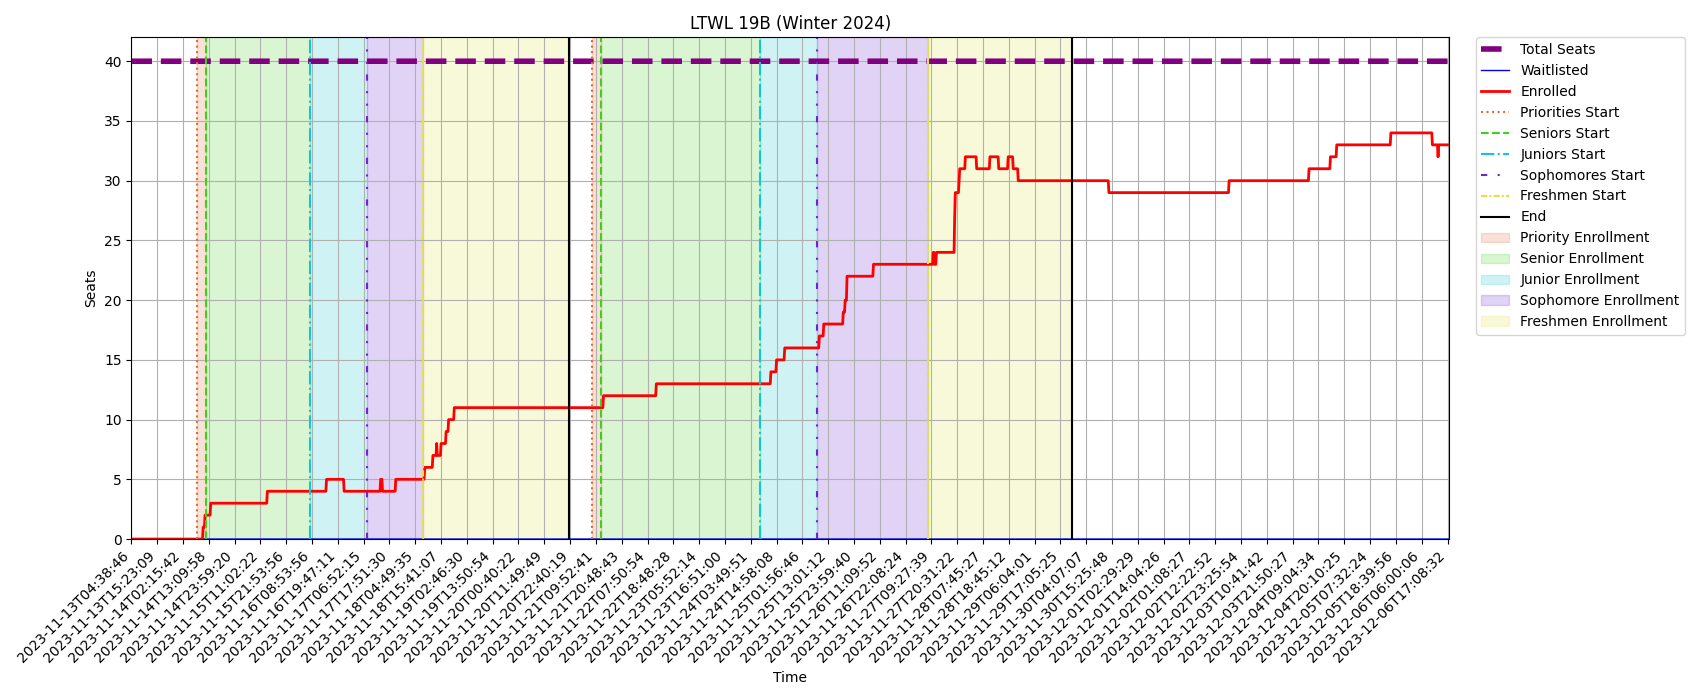 LTWL 19B (Winter 2024)
Total Seats
Waitlisted
Enrolled
Priorities Start
Seniors Start
Juniors Start
Sophomores Start
Freshmen Start
End
Priority Enrollment
Senior Enrollment
Junior Enrollment
Sophomore Enrollment
Freshmen Enrollment
Seats
40
35
30
25
20
15
10
5
0
2023-11-13T04:38:46
2023-11-13T15:23:09
2023-11-14T02:15:42
2023-11-14T13:09:58
2023-11-14T23:59:20
2023-11-15T11:02:22
2023-11-15T21:53:56
2023-11-16T08:53:56
2023-11-16T19:47:11
2023-11-17T06:52:15
2023-11-17T17:51:30
2023-11-18T04:49:35
2023-11-18T15:41:07
2023-11-19T02:46:30
2023-11-19T13:50:54
2023-11-20T00:40:22
2023-11-20T11:49:49
2023-11-20T22:40:19
2023-11-21T09:52:41
2023-11-21T20:48:43
2023-11-22T07:50:54
2023-11-22T18:48:28
2023-11-23T05:52:14
2023-11-23T16:51:00
2023-11-24T03:49:51
2023-11-24T14:58:08
2023-11-25T01:56:46
2023-11-25T13:01:12
2023-11-25T23:59:40
2023-11-26T11:09:52
2023-11-26T22:08:24
2023-11-27T09:27:39
2023-11-27T20:31:22
2023-11-28T07:45:27
2023-11-28T18:45:12
2023-11-29T06:04:01
2023-11-29T17:05:25
2023-11-30T04:07:07
2023-11-30T15:25:48
2023-12-01T02:29:29
2023-12-01T14:04:26
2023-12-02T01:08:27
2023-12-02T12:22:52
2023-12-02T23:25:54
2023-12-03T10:41:42
2023-12-03T21:50:27
2023-12-04T09:04:34
2023-12-04T20:10:25
2023-12-05T07:32:24
2023-12-05T18:39:56
2023-12-06T06:00:06
2023-12-06T17:08:32
Time